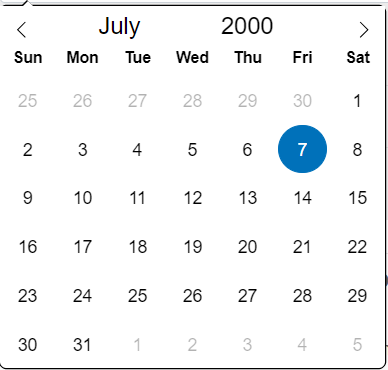 July 2000
Sun Mon Tue Wed Thu Fri Sat
25 26 27 28 29 30 1
2 3 4 5 6 7 8
9 10 11 12 13 14 15
16 17 18 19 20 21 22
23 24 25 26 27 28 29
30 31 1 2 3 4 5